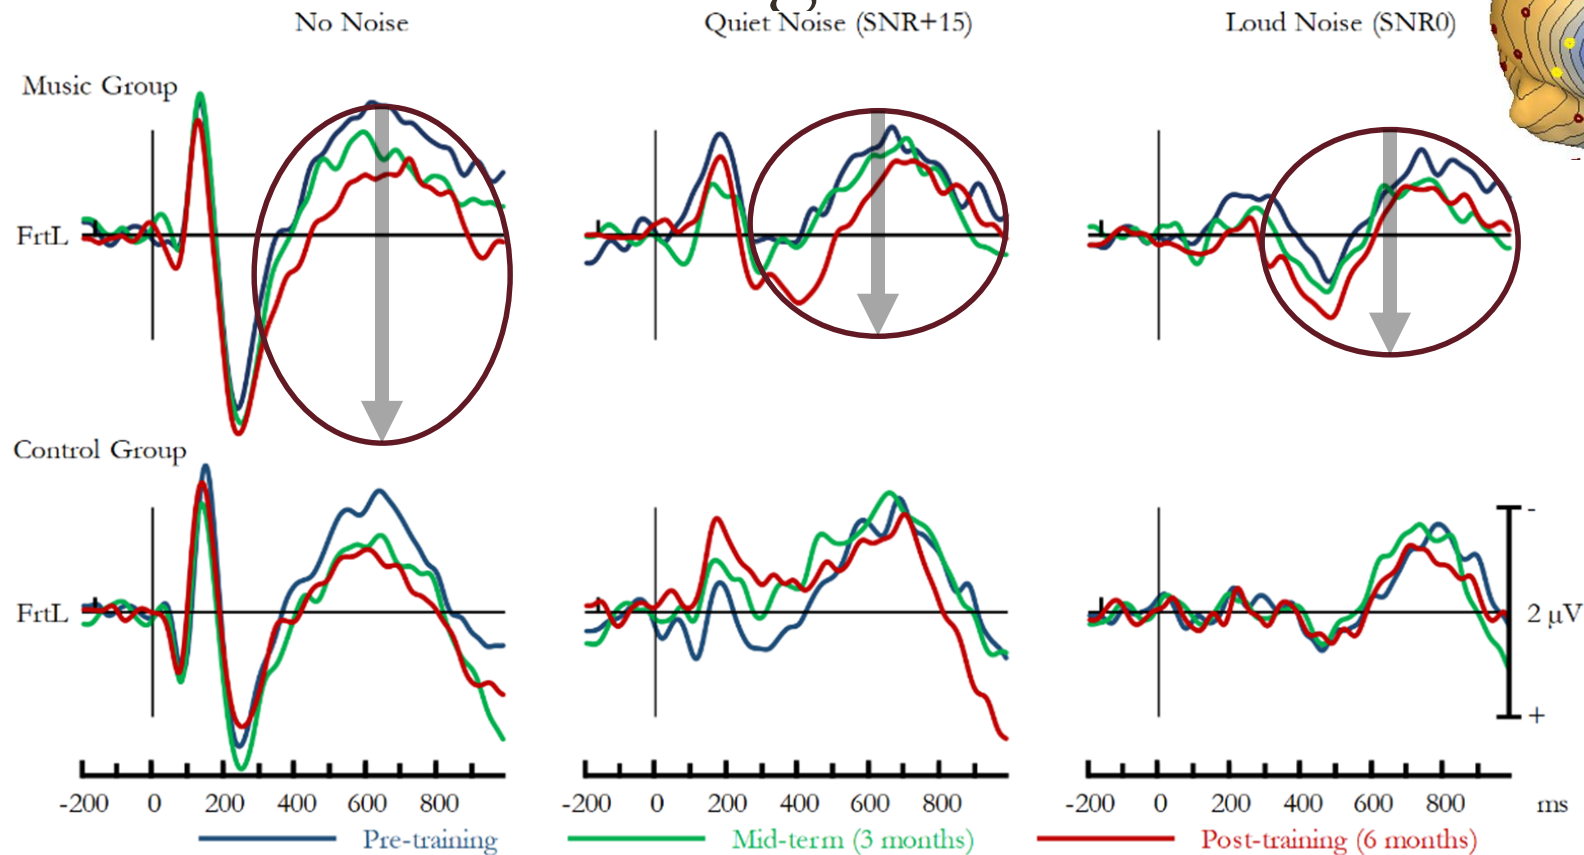 No Noise
Quiet Noise (SNR+15)
Loud Noise (SNR0)
Music Group
FrtL
Control Group
FrtL
-
2 µV
+
-200 0 200 400 600 800
-200 0 200 400 600 800
-200 0 200 400 600 800 ms
Pre-training
Mid-term (3 months)
Post-training (6 months)